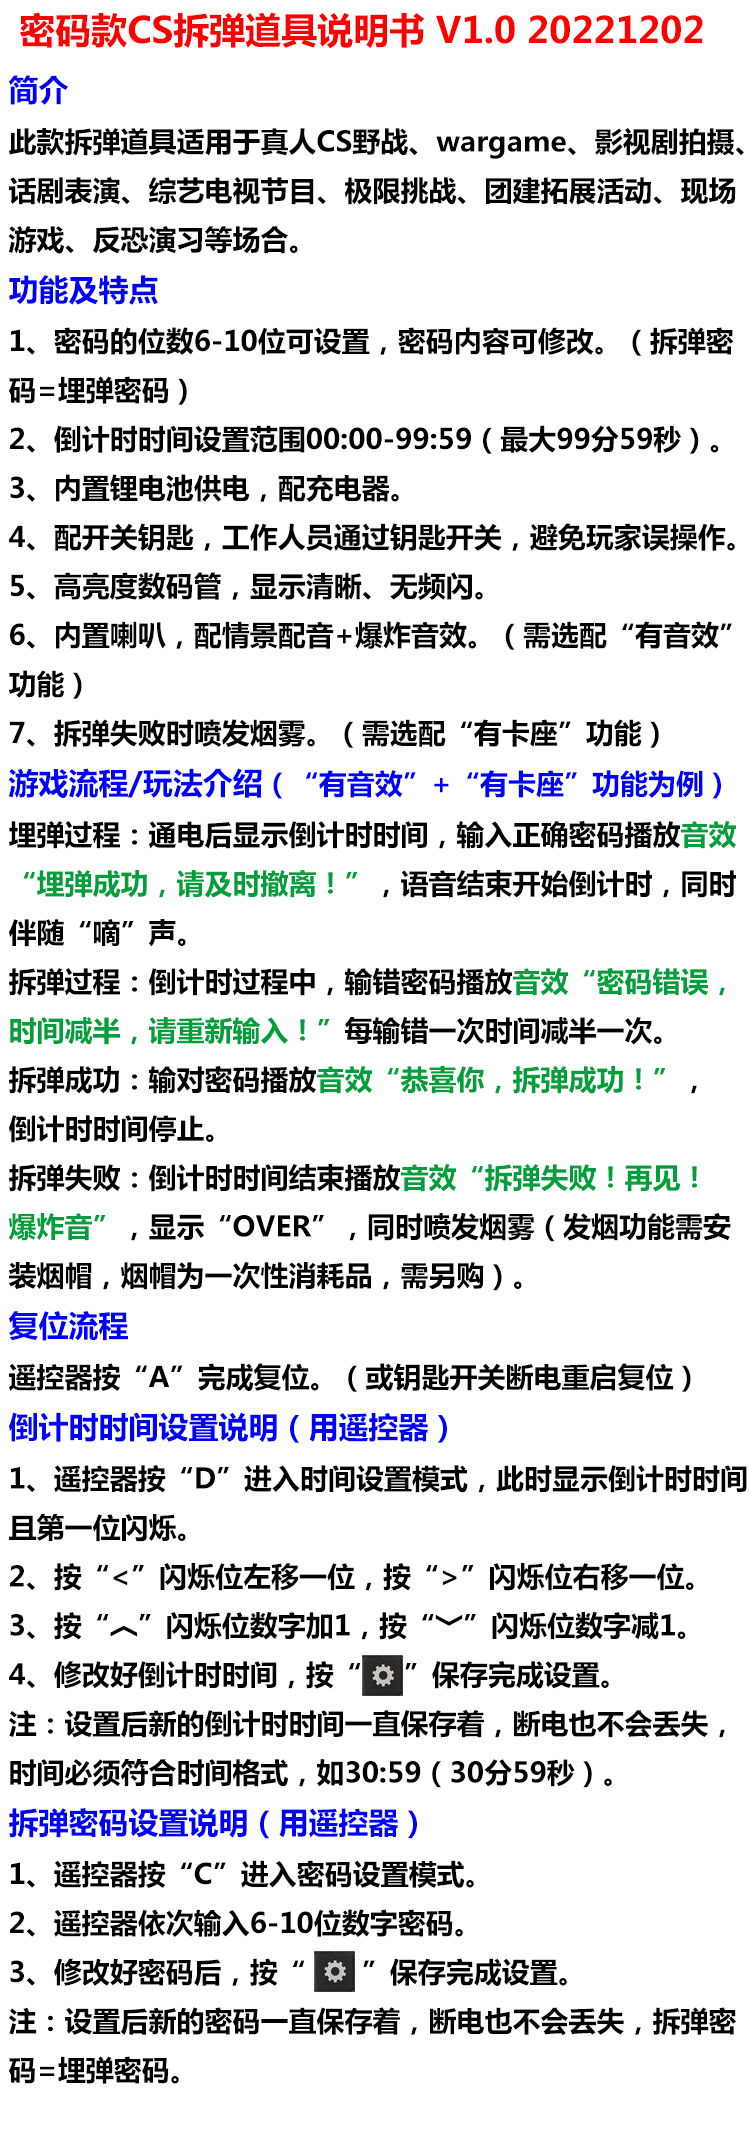 密码款CS拆弹道具说明书 V1.0 20221202
简介
此款拆弹道具适用于真人CS野战、wargame、影视剧拍摄、
话剧表演、综艺电视节目、极限挑战、团建拓展活动、现场
游戏、反恐演习等场合。
功能及特点
1、密码的位数6-10位可设置，密码内容可修改。（拆弹密
码=埋弹密码）
2、倒计时时间设置范围00:00-99:59（最大99分59秒）。
3、内置锂电池供电，配充电器。
4、配开关钥匙，工作人员通过钥匙开关，避免玩家误操作。
5、高亮度数码管，显示清晰、无频闪。
6、内置喇叭，配情景配音+爆炸音效。（需选配“有音效”
功能）
7、拆弹失败时喷发烟雾。（需选配“有卡座”功能）
游戏流程/玩法介绍（“有音效”+“有卡座”功能为例）
埋弹过程：通电后显示倒计时时间，输入正确密码播放音效
“埋弹成功，请及时撤离！”，语音结束开始倒计时，同时
伴随“嘀”声。
拆弹过程：倒计时过程中，输错密码播放音效“密码错误，
时间减半，请重新输入！”每输错一次时间减半一次。
拆弹成功：输对密码播放音效“恭喜你，拆弹成功！”，
倒计时时间停止。
拆弹失败：倒计时时间结束播放音效“拆弹失败！再见！
爆炸音”，显示“OVER”，同时喷发烟雾（发烟功能需安
装烟帽，烟帽为一次性消耗品，需另购）。
复位流程
遥控器按“A”完成复位。（或钥匙开关断电重启复位）
倒计时时间设置说明（用遥控器）
1、遥控器按“D”进入时间设置模式，此时显示倒计时时间
且第一位闪烁。
2、按“<”闪烁位左移一位，按“>”闪烁位右移一位。
3、按“︿”闪烁位数字加1，按“﹀”闪烁位数字减1。
4、修改好倒计时时间，按“⚙”保存完成设置。
注：设置后新的倒计时时间一直保存着，断电也不会丢失，
时间必须符合时间格式，如30:59（30分59秒）。
拆弹密码设置说明（用遥控器）
1、遥控器按“C”进入密码设置模式。
2、遥控器依次输入6-10位数字密码。
3、修改好密码后，按“⚙”保存完成设置。
注：设置后新的密码一直保存着，断电也不会丢失，拆弹密
码=埋弹密码。